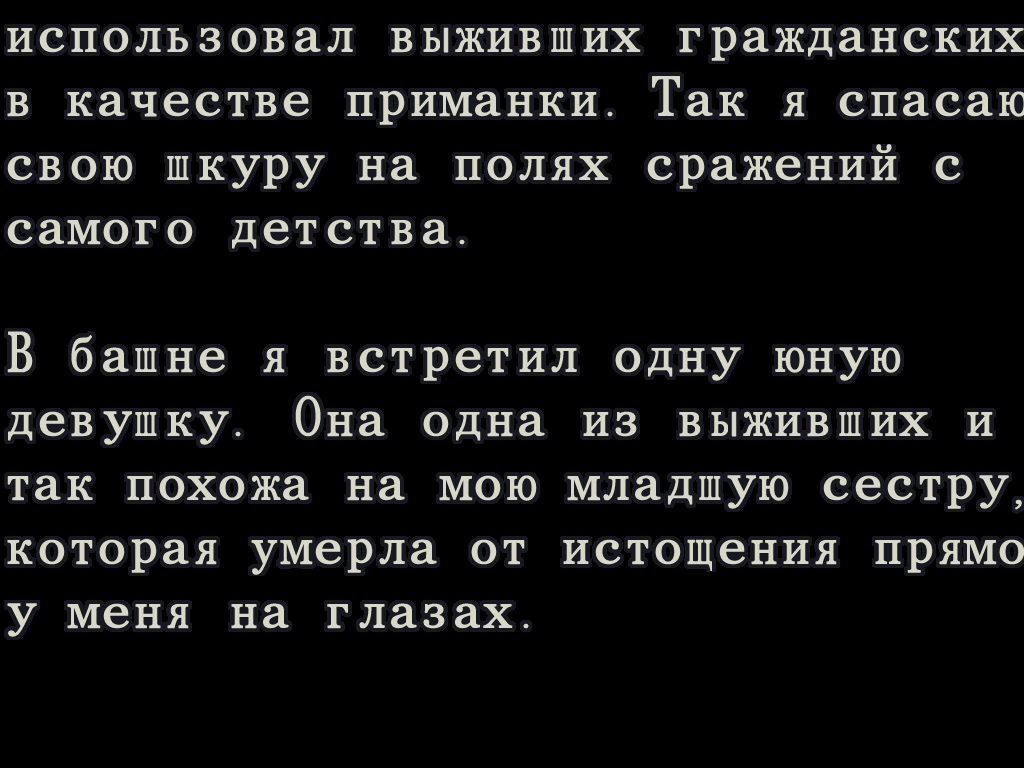 использовал выживших гражданских
в качестве приманки. Так я спасаю
свою шкуру на полях сражений с
самого детства.
В башне я встретил одну юную
девушку. Она одна из выживших и
так похожа на мою младшую сестру,
которая умерла от истощения прямо
у меня на глазах.